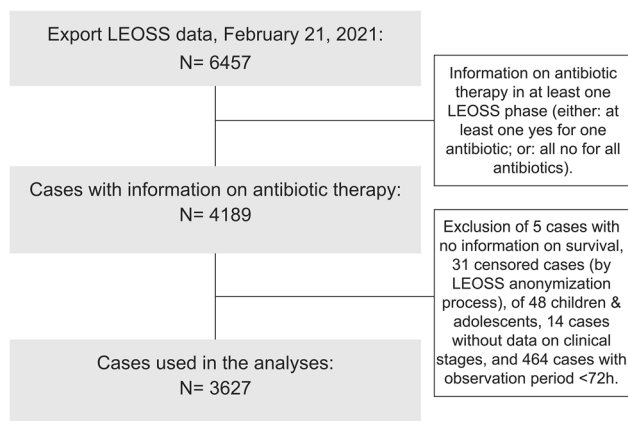 Export LEOSS data, February 21, 2021:
N= 6457
Information on antibiotic
therapy in at least one
LEOSS phase (either: at
least one yes for one
antibiotic; or: all no for all
antibiotics).
Cases with information on antibiotic therapy:
N= 4189
Exclusion of 5 cases with
no information on survival,
31 censored cases (by
LEOSS anonymization
process), of 48 children &
adolescents, 14 cases
without data on clinical
stages, and 464 cases with
observation period <72h.
Cases used in the analyses:
N= 3627